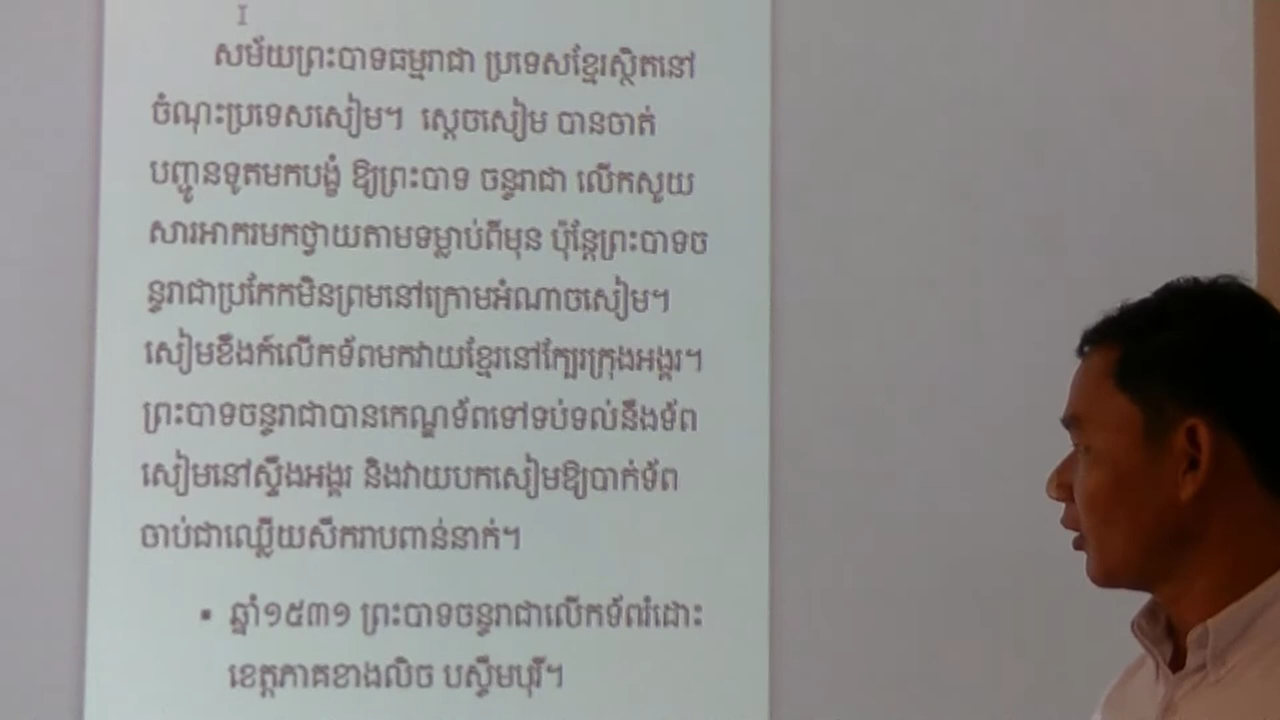 សម័យព្រះបាទធម្មរាជា ប្រទេសខ្មែរស្ថិតនៅ
ចំណុះប្រទេសសៀម។ ស្តេចសៀម បានចាត់
បញ្ជូនទូតមកបង្ខំ ឱ្យព្រះបាទ ចន្ទរាជា លើកសួយ
សារអាករមកថ្វាយតាមទម្លាប់ពីមុន ប៉ុន្តែព្រះបាទច
ន្ទរាជាប្រកែកមិនព្រមនៅក្រោមអំណាចសៀម។
សៀមខឹងក៍លើកទ័ពមកវាយខ្មែរនៅក្បែរក្រុងអង្គរ។
ព្រះបាទចន្ទរាជាបានកេណ្ឌទ័ពទៅទប់ទល់នឹងទ័ព
សៀមនៅស្ទឹងអង្គរ និងវាយបកសៀមឱ្យបាក់ទ័ព
ចាប់ជាឈ្លើយសឹករាបពាន់នាក់។
▪ ឆ្នាំ១៥៣១ ព្រះបាទចន្ទរាជាលើកទ័ពរំដោះ
ខេត្តភាគខាងលិច បស្ទឹមបុរី។